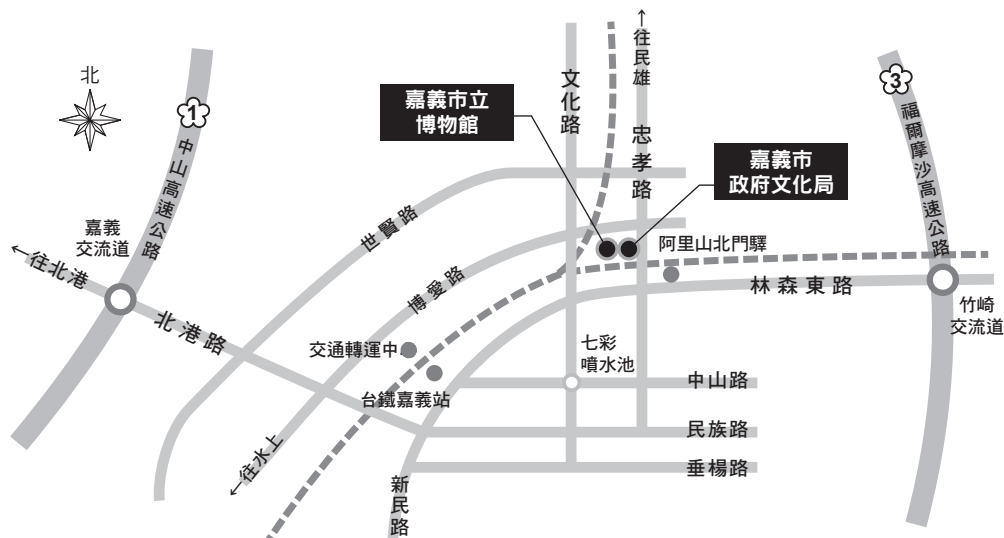 北
1
中山高速公路
嘉義
交流道
←往北港
北港路
世賢路
博愛路
←往水上
交通轉運中
台鐵嘉義站
新民路
嘉義市立
博物館
文化路
←往民雄
忠孝路
嘉義市
政府文化局
阿里山北門驛
林森東路
七彩
噴水池
中山路
民族路
垂楊路
3
福爾摩沙高速公路
竹崎
交流道